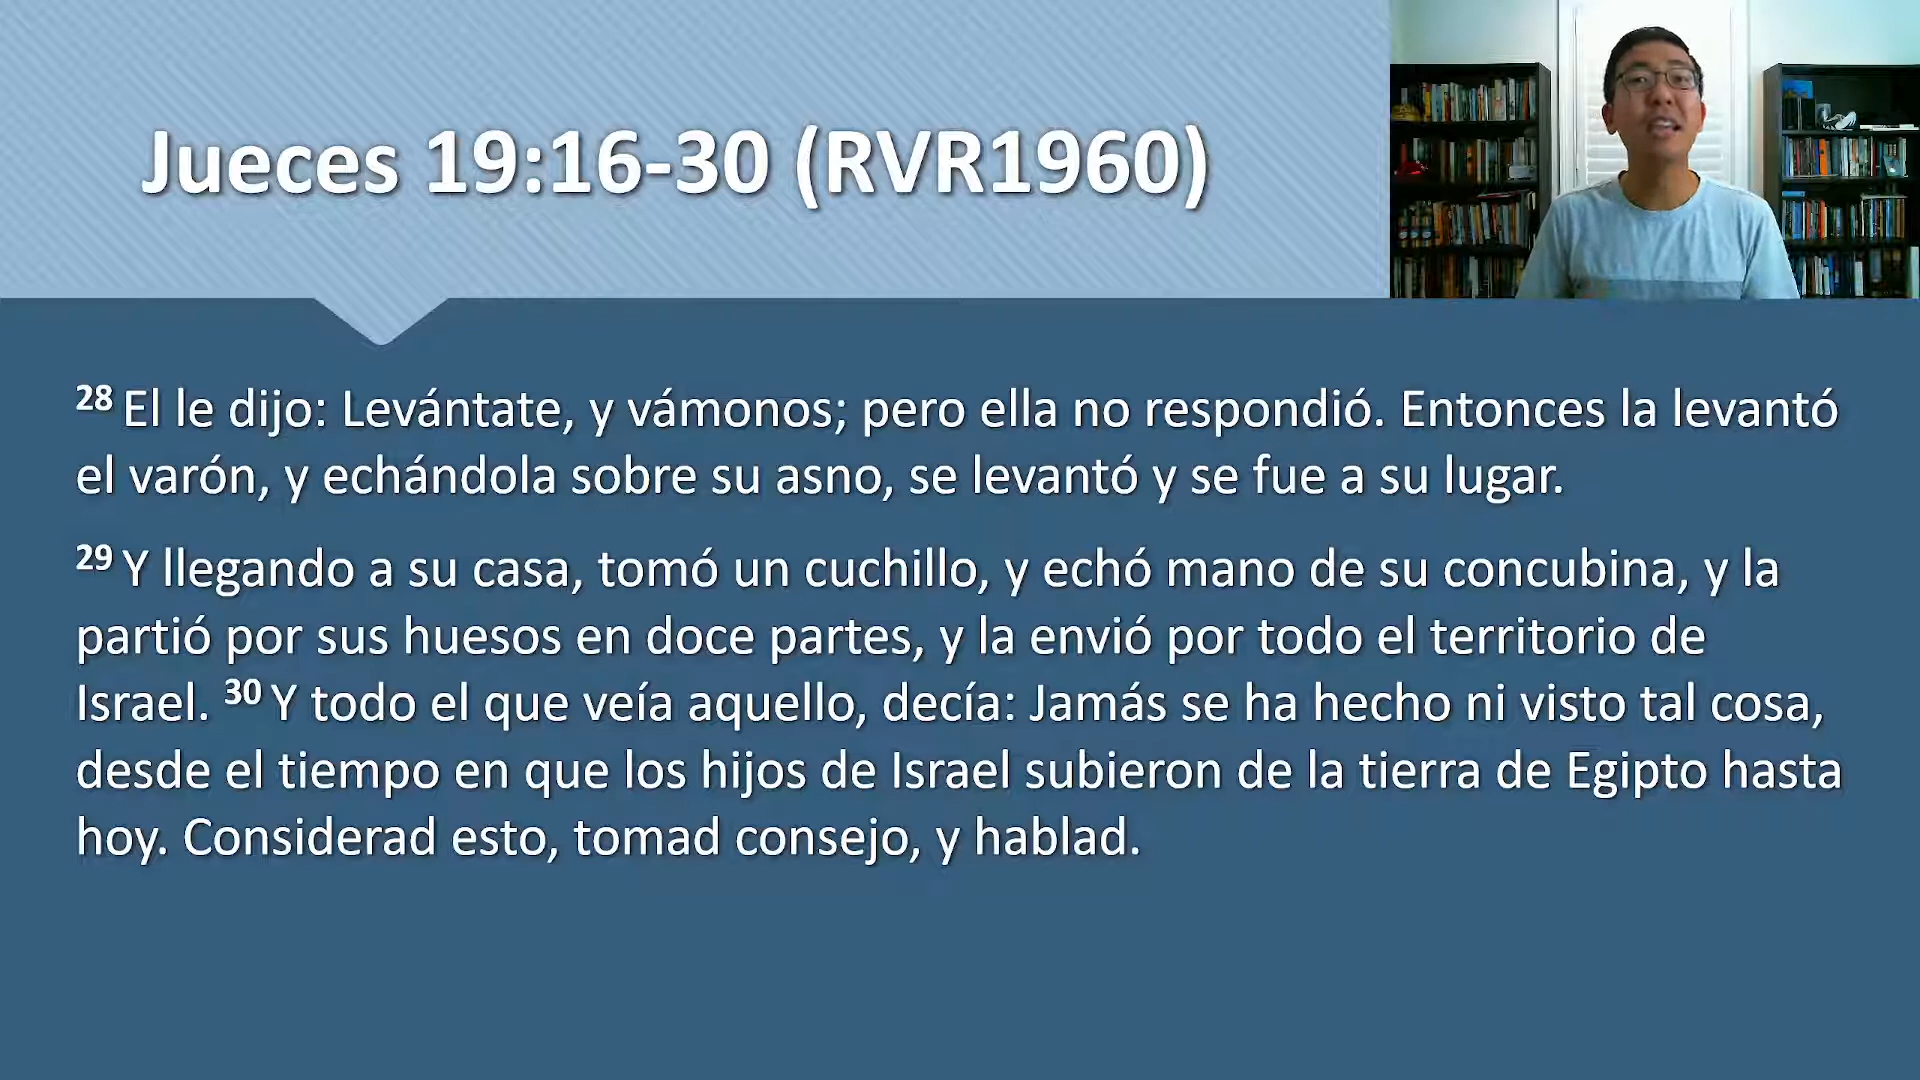 Jueces 19:16-30 (RVR1960)
28 El le dijo: Levántate, y vámonos; pero ella no respondió. Entonces la levantó
el varón, y echándola sobre su asno, se levantó y se fue a su lugar.
29 Y llegando a su casa, tomó un cuchillo, y echó mano de su concubina, y la
partió por sus huesos en doce partes, y la envió por todo el territorio de
Israel. 30 Y todo el que veía aquello, decía: Jamás se ha hecho ni visto tal cosa,
desde el tiempo en que los hijos de Israel subieron de la tierra de Egipto hasta
hoy. Considerad esto, tomad consejo, y hablad.